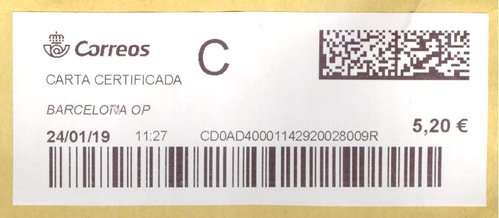 Correos
C
CARTA CERTIFICADA
BARCELONA OP
5,20 €
24/01/19 11:27 CD0AD40001142920028009R